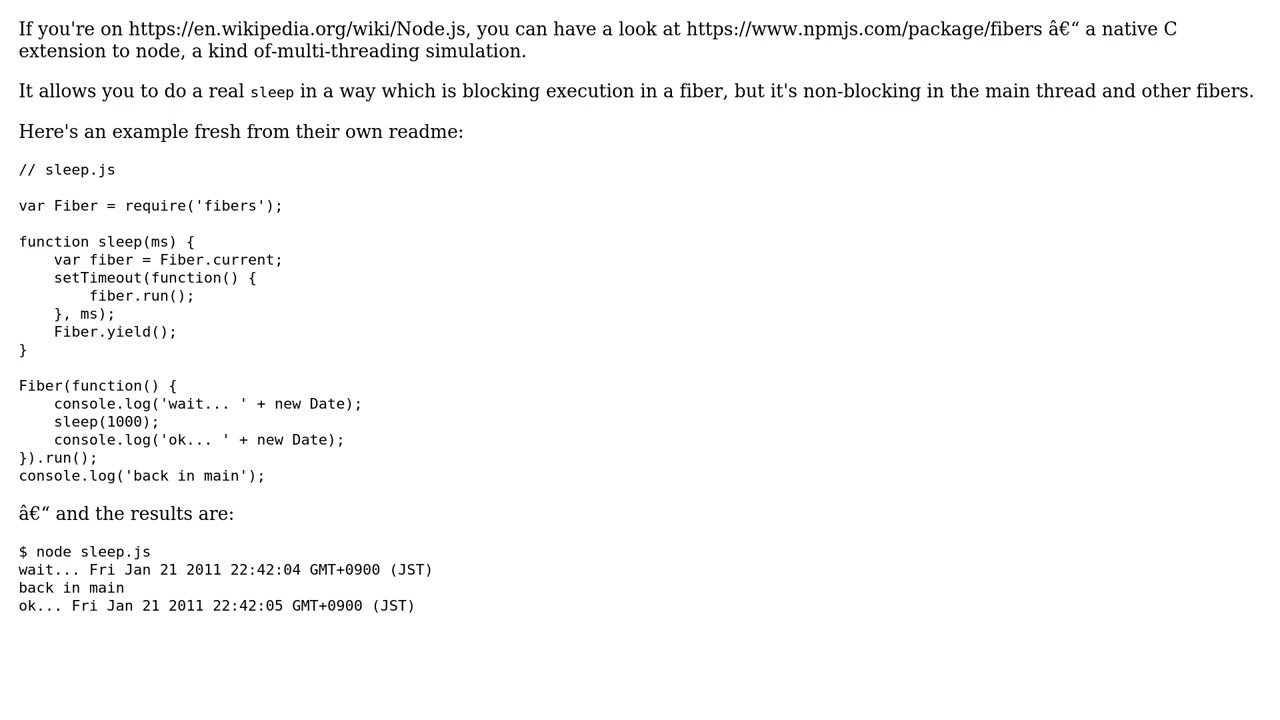 If you're on https://en.wikipedia.org/wiki/Node.js, you can have a look at https://www.npmjs.com/package/fibers â€“ a native C
extension to node, a kind of-multi-threading simulation.
It allows you to do a real sleep in a way which is blocking execution in a fiber, but it's non-blocking in the main thread and other fibers.
Here's an example fresh from their own readme:
// sleep.js
var Fiber = require('fibers');
function sleep(ms) {
    var fiber = Fiber.current;
    setTimeout(function() {
        fiber.run();
    }, ms);
    Fiber.yield();
}
Fiber(function() {
    console.log('wait... ' + new Date);
    sleep(1000);
    console.log('ok... ' + new Date);
}).run();
console.log('back in main');
â€“ and the results are:
$ node sleep.js
wait... Fri Jan 21 2011 22:42:04 GMT+0900 (JST)
back in main
ok... Fri Jan 21 2011 22:42:05 GMT+0900 (JST)